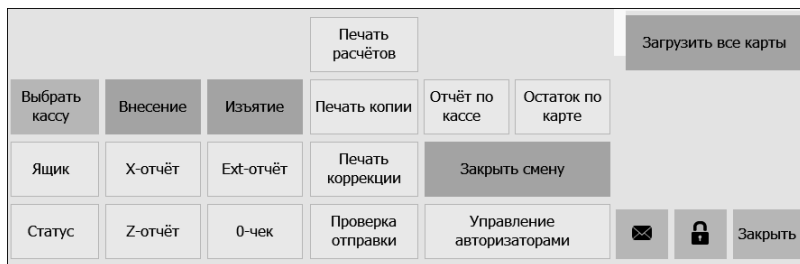 Печать
расчётов
Загрузить все карты
Выбрать
кассу
Внесение
Изъятие
Печать копии
Отчёт по
кассе
Остаток по
карте
Ящик
X-отчёт
Ext-отчёт
Печать
коррекции
Закрыть смену
Статус
Z-отчёт
0-чек
Проверка
отправки
Управление
авторизаторами
Закрыть